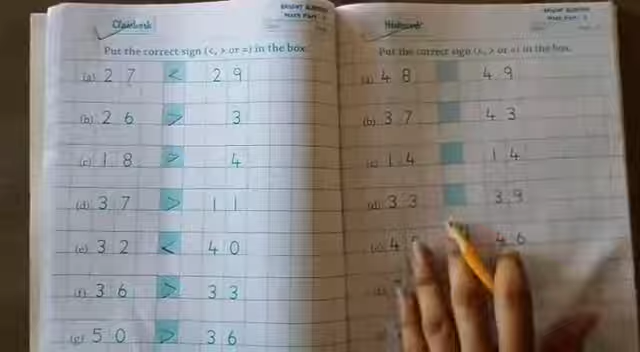 Classwork
Put the correct sign (<, > or =) in the box.
(a) 27 < 29
(b) 26 > 3
(c) 18 > 4
(d) 37 > 11
(e) 32 < 40
(f) 36 > 33
(g) 50 > 36
Homework
Put the correct sign (<, > or =) in the box.
(a) 48 49
(b) 37 43
(c) 14 14
(d) 33 39
(e) 4 46